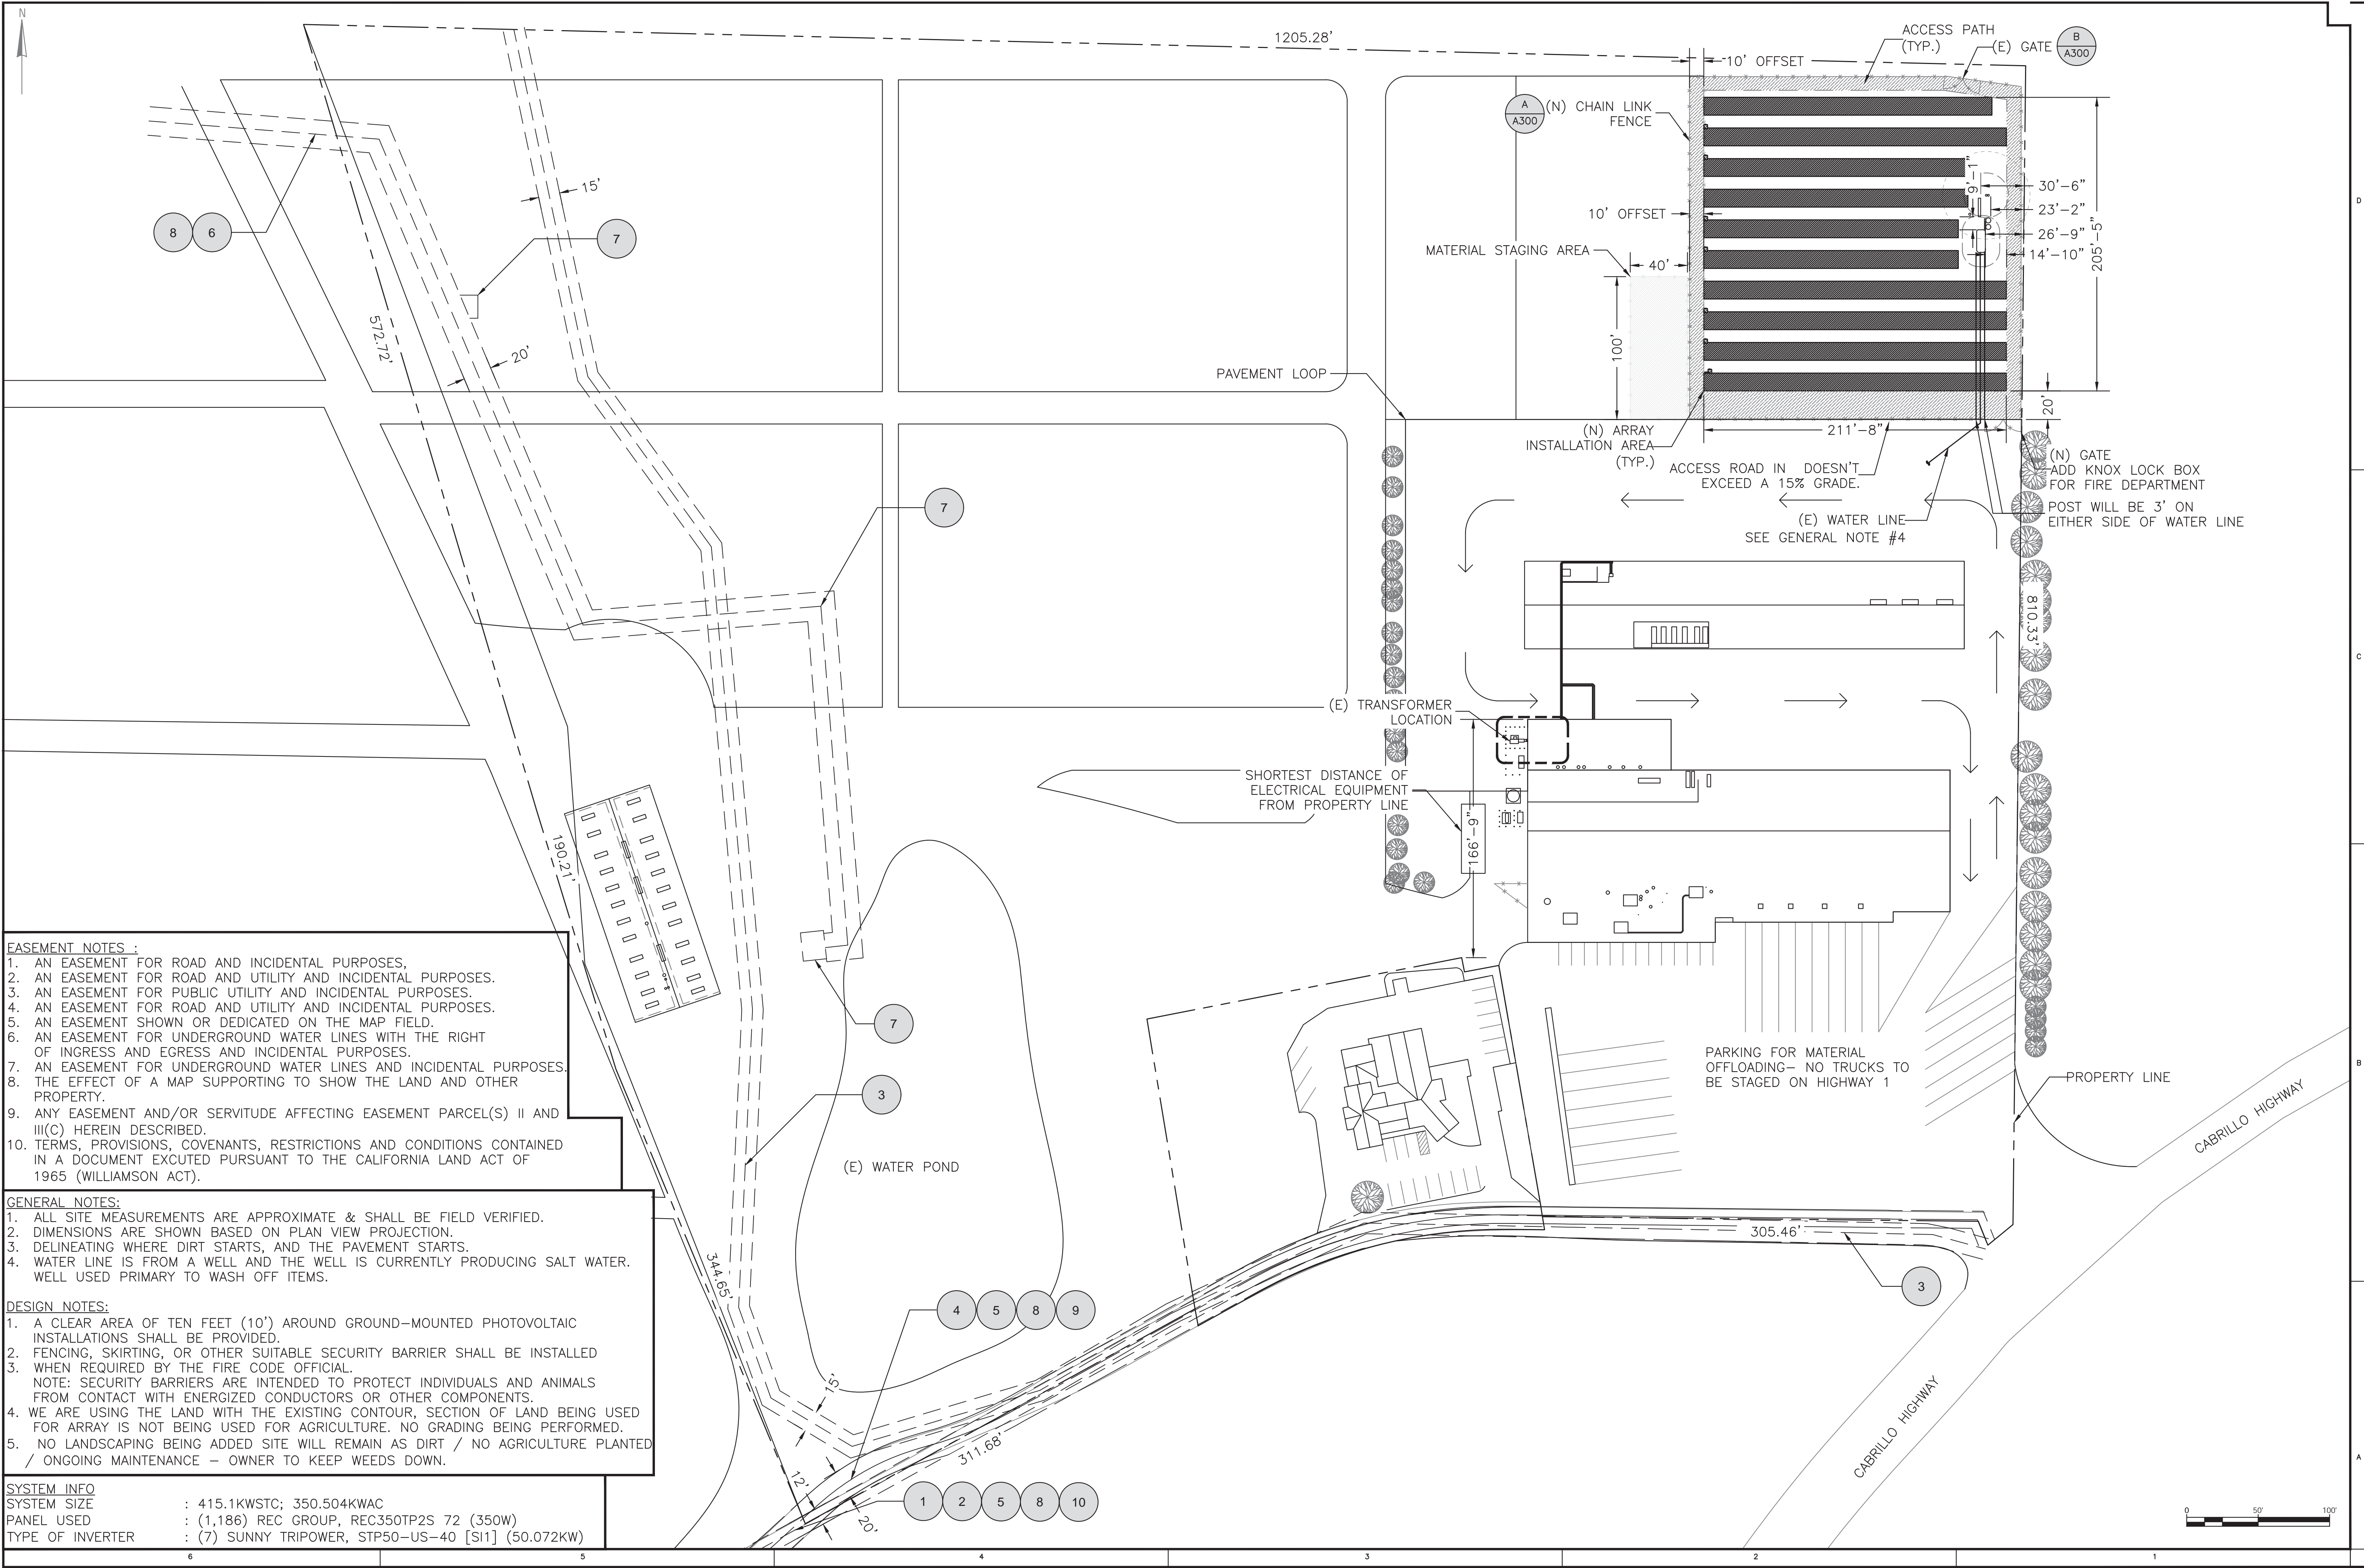 N
1205.28'
ACCESS PATH
(TYP.)
(E) GATE
B
A300
10' OFFSET
A
A300
(N) CHAIN LINK
FENCE
15'
8
6
7
9'-1"
30'-6"
23'-2"
26'-9"
14'-10"
205'-5"
D
10' OFFSET
MATERIAL STAGING AREA
40'
100'
572.72'
20'
PAVEMENT LOOP
20'
211'-8"
(N) ARRAY
INSTALLATION AREA
(TYP.)
ACCESS ROAD IN DOESN'T
EXCEED A 15% GRADE.
(N) GATE
ADD KNOX LOCK BOX
FOR FIRE DEPARTMENT
POST WILL BE 3' ON
EITHER SIDE OF WATER LINE
(E) WATER LINE
SEE GENERAL NOTE #4
7
810.33'
C
(E) TRANSFORMER
LOCATION
SHORTEST DISTANCE OF
ELECTRICAL EQUIPMENT
FROM PROPERTY LINE
166'-9"
190.21'
7
3
(E) WATER POND
PARKING FOR MATERIAL
OFFLOADING- NO TRUCKS TO
BE STAGED ON HIGHWAY 1
PROPERTY LINE
B
CABRILLO HIGHWAY
305.46'
3
344.65'
4
5
8
9
15'
311.68'
12'
20'
1
2
5
8
10
CABRILLO HIGHWAY
A
0
50'
100'
EASEMENT NOTES :
1. AN EASEMENT FOR ROAD AND INCIDENTAL PURPOSES,
2. AN EASEMENT FOR ROAD AND UTILITY AND INCIDENTAL PURPOSES.
3. AN EASEMENT FOR PUBLIC UTILITY AND INCIDENTAL PURPOSES.
4. AN EASEMENT FOR ROAD AND UTILITY AND INCIDENTAL PURPOSES.
5. AN EASEMENT SHOWN OR DEDICATED ON THE MAP FIELD.
6. AN EASEMENT FOR UNDERGROUND WATER LINES WITH THE RIGHT
OF INGRESS AND EGRESS AND INCIDENTAL PURPOSES.
7. AN EASEMENT FOR UNDERGROUND WATER LINES AND INCIDENTAL PURPOSES.
8. THE EFFECT OF A MAP SUPPORTING TO SHOW THE LAND AND OTHER
PROPERTY.
9. ANY EASEMENT AND/OR SERVITUDE AFFECTING EASEMENT PARCEL(S) II AND
III(C) HEREIN DESCRIBED.
10. TERMS, PROVISIONS, COVENANTS, RESTRICTIONS AND CONDITIONS CONTAINED
IN A DOCUMENT EXCUTED PURSUANT TO THE CALIFORNIA LAND ACT OF
1965 (WILLIAMSON ACT).
GENERAL NOTES:
1. ALL SITE MEASUREMENTS ARE APPROXIMATE & SHALL BE FIELD VERIFIED.
2. DIMENSIONS ARE SHOWN BASED ON PLAN VIEW PROJECTION.
3. DELINEATING WHERE DIRT STARTS, AND THE PAVEMENT STARTS.
4. WATER LINE IS FROM A WELL AND THE WELL IS CURRENTLY PRODUCING SALT WATER.
WELL USED PRIMARY TO WASH OFF ITEMS.
DESIGN NOTES:
1. A CLEAR AREA OF TEN FEET (10') AROUND GROUND-MOUNTED PHOTOVOLTAIC
INSTALLATIONS SHALL BE PROVIDED.
2. FENCING, SKIRTING, OR OTHER SUITABLE SECURITY BARRIER SHALL BE INSTALLED
3. WHEN REQUIRED BY THE FIRE CODE OFFICIAL.
NOTE: SECURITY BARRIERS ARE INTENDED TO PROTECT INDIVIDUALS AND ANIMALS
FROM CONTACT WITH ENERGIZED CONDUCTORS OR OTHER COMPONENTS.
4. WE ARE USING THE LAND WITH THE EXISTING CONTOUR, SECTION OF LAND BEING USED
FOR ARRAY IS NOT BEING USED FOR AGRICULTURE. NO GRADING BEING PERFORMED.
5. NO LANDSCAPING BEING ADDED SITE WILL REMAIN AS DIRT / NO AGRICULTURE PLANTED
/ ONGOING MAINTENANCE - OWNER TO KEEP WEEDS DOWN.
SYSTEM INFO
SYSTEM SIZE : 415.1KWSTC; 350.504KWAC
PANEL USED : (1,186) REC GROUP, REC350TP2S 72 (350W)
TYPE OF INVERTER : (7) SUNNY TRIPOWER, STP50-US-40 [SI1] (50.072KW)
6
5
4
3
2
1